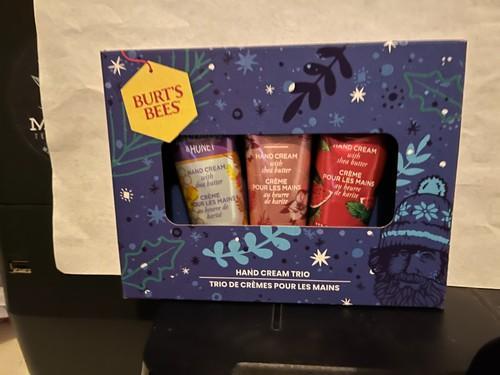 BURT'S
BEES
& HONEY
HAND CREAM
with
shea butter
CRÈME
POUR LES MAINS
au beurre de
karité
HAND CREAM
with
shea butter
CRÈME
POUR LES MAINS
au beurre
de karité
HAND CREAM
with
shea butter
CRÈME
POUR LES MAINS
au beurre
de karité
HAND CREAM TRIO
TRIO DE CRÈMES POUR LES MAINS